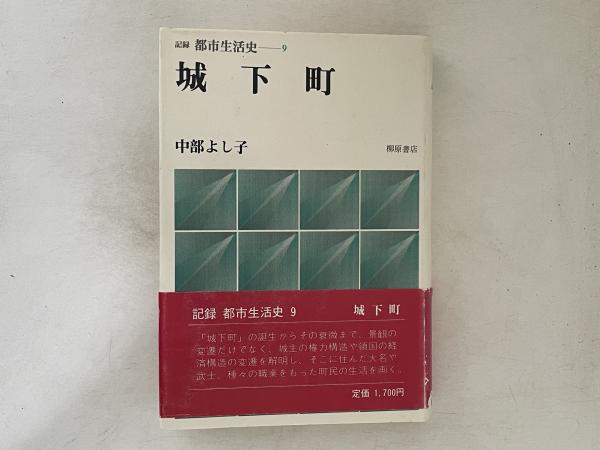 記録 都市生活史——9
城下町
中部よし子
柳原書店
記録 都市生活史 9 城下町
「城下町」の誕生からその衰微まで、景観の
変遷だけでなく、城主の権力構造や領国の経
済構造の変遷を解明し、そこに住んだ大名や
武士、種々の職業をもった町民の生活を画く。
定価 1,700円